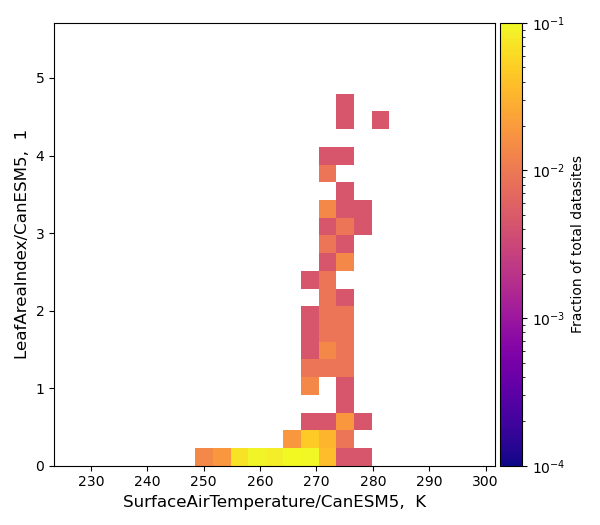 LeafAreaIndex/CanESM5,  1
5
4
3
2
1
0
230 240 250 260 270 280 290 300
SurfaceAirTemperature/CanESM5,  K
10⁻¹
10⁻²
10⁻³
10⁻⁴
Fraction of total datasites